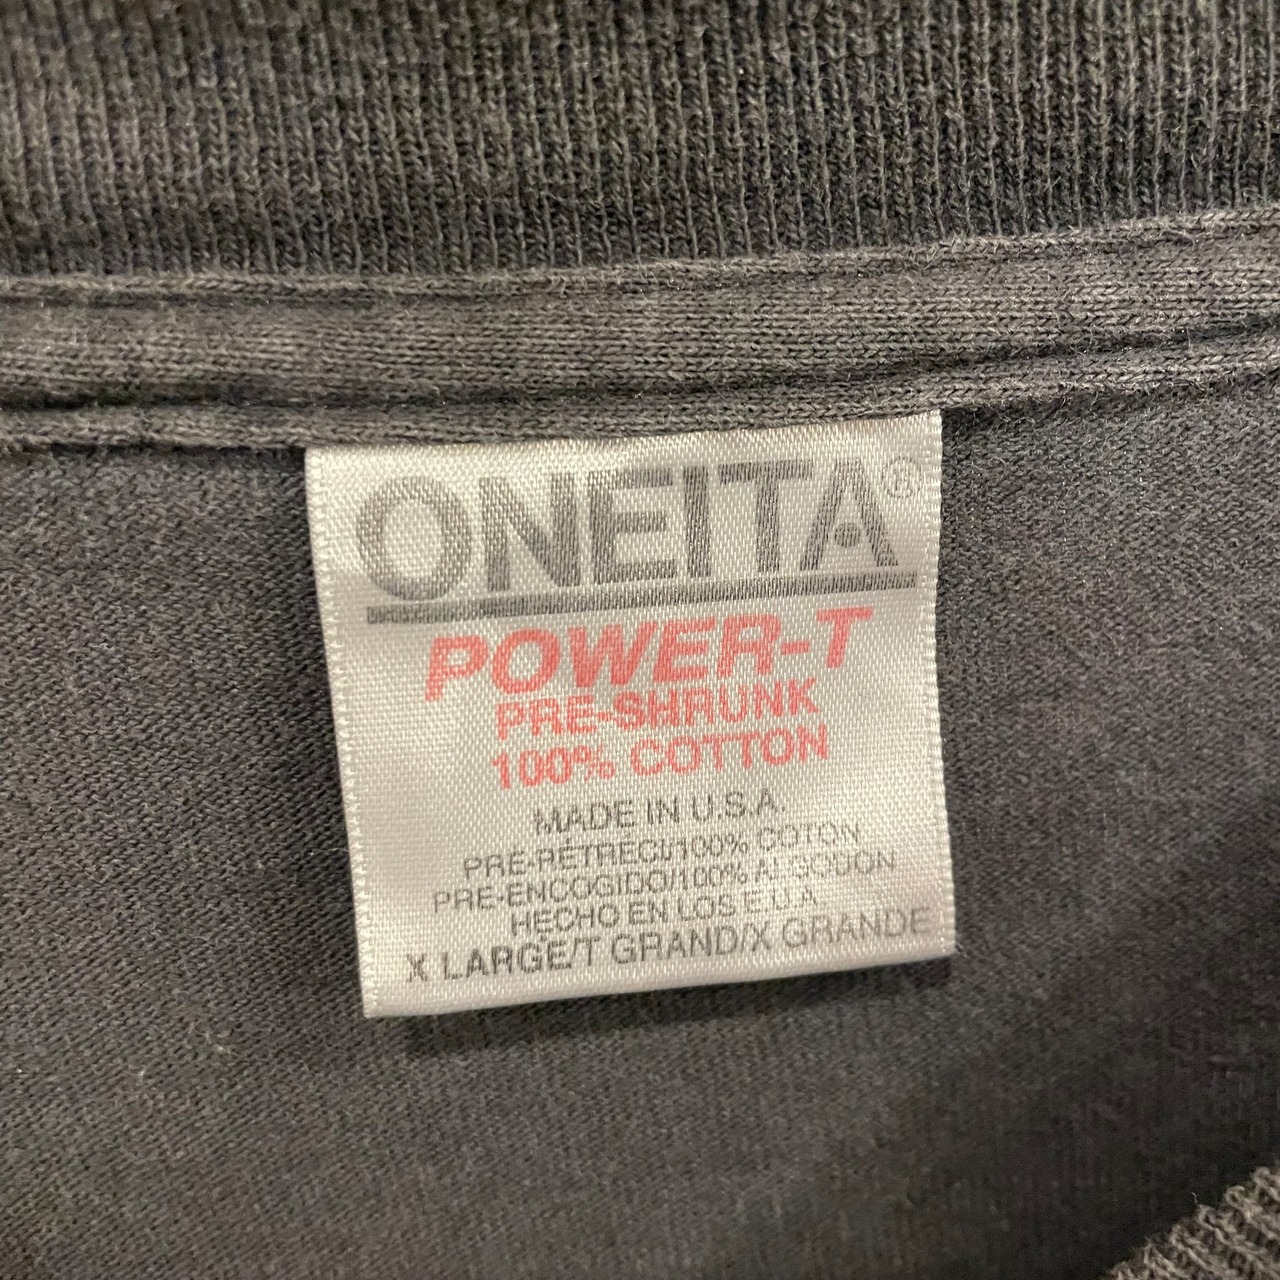 ONEITA®
POWER-T
PRE-SHRUNK
100% COTTON
MADE IN U.S.A.
PRE-RÉTRECI/100% COTON
PRE-ENCOGIDO/100% ALGODON
HECHO EN LOS E.U.A.
X LARGE/T GRAND/X GRANDE